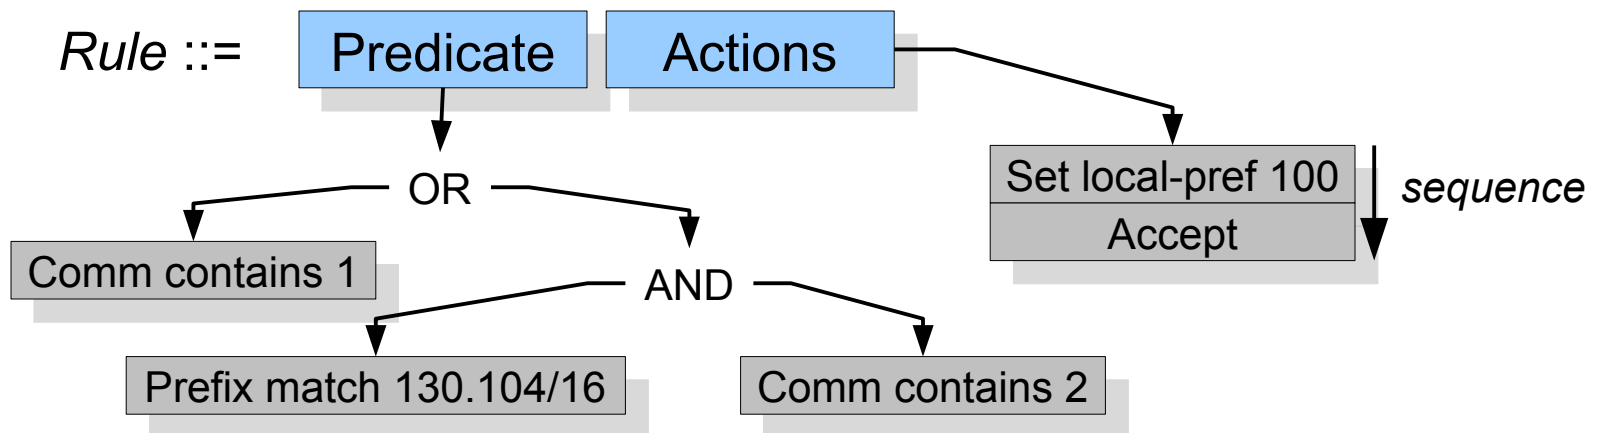 Rule ::= Predicate Actions
OR
Set local-pref 100
sequence
Accept
Comm contains 1
AND
Prefix match 130.104/16
Comm contains 2